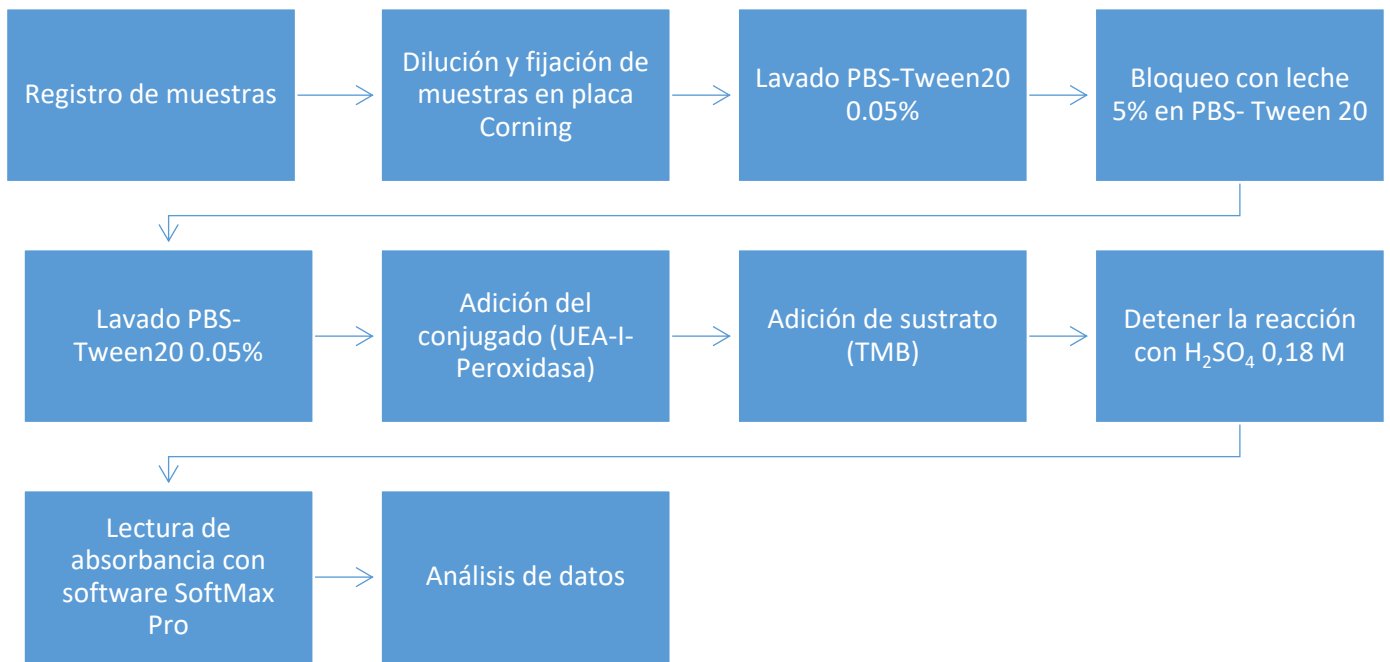 Registro de muestras
Dilución y fijación de
muestras en placa
Corning
Lavado PBS-Tween20
0.05%
Bloqueo con leche
5% en PBS- Tween 20
Lavado PBS-
Tween20 0.05%
Adición del
conjugado (UEA-I-
Peroxidasa)
Adición de sustrato
(TMB)
Detener la reacción
con H₂SO₄ 0,18 M
Lectura de
absorbancia con
software SoftMax
Pro
Análisis de datos